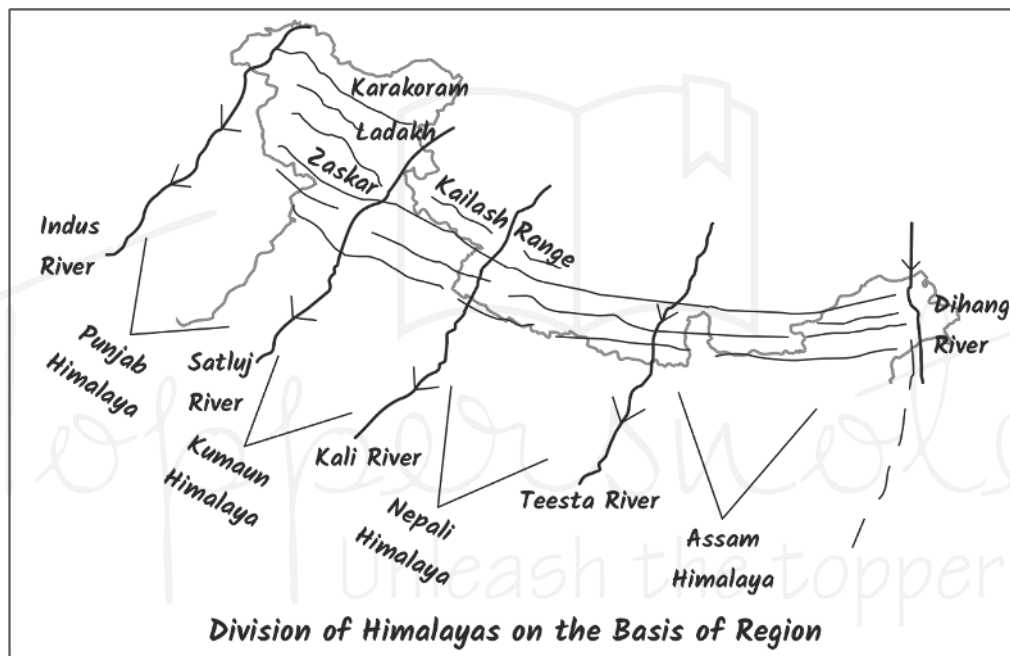 Karakoram
Ladakh
Zaskar
Kailash Range
Indus
River
Dihang
River
Punjab
Himalaya
Satluj
River
Kumaun
Himalaya
Kali River
Nepali
Himalaya
Teesta River
Assam
Himalaya
Toppersnotes
Unleash the topper
Division of Himalayas on the Basis of Region